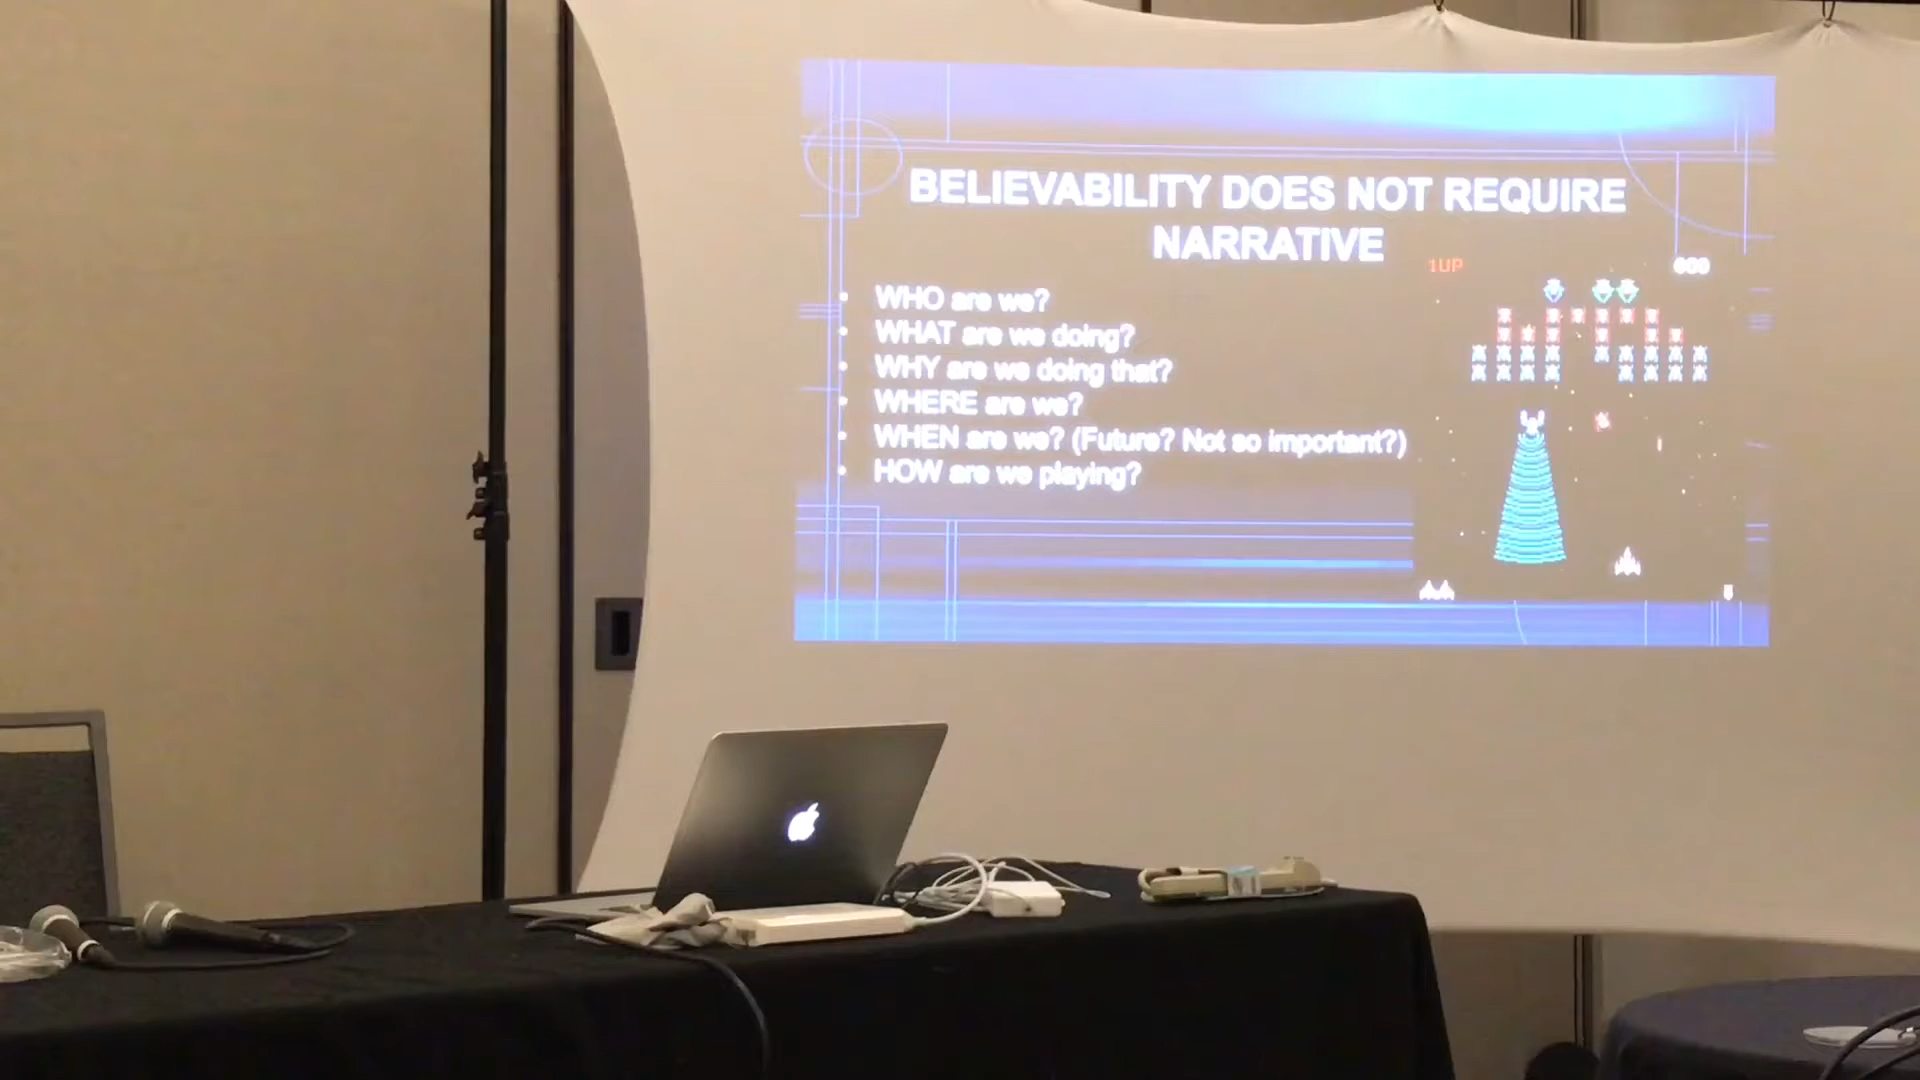 BELIEVABILITY DOES NOT REQUIRE
NARRATIVE
1UP
600
WHO are we?
WHAT are we doing?
WHY are we doing that?
WHERE are we?
WHEN are we? (Future? Not so important?)
HOW are we playing?